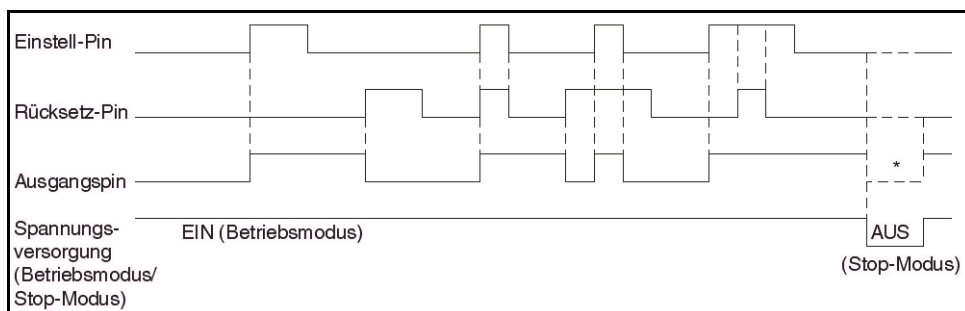 Einstell-Pin
Rücksetz-Pin
Ausgangspin
*
Spannungs-
versorgung
(Betriebsmodus/
Stop-Modus)
EIN (Betriebsmodus)
AUS
(Stop-Modus)